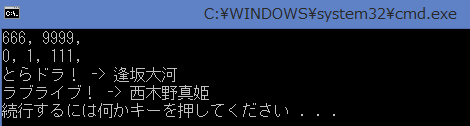 C:¥WINDOWS¥system32¥cmd.exe
666, 9999,
0, 1, 111,
とらドラ！ -> 逢坂大河
ラブライブ！ -> 西木野真姫
続行するには何かキーを押してください . . .